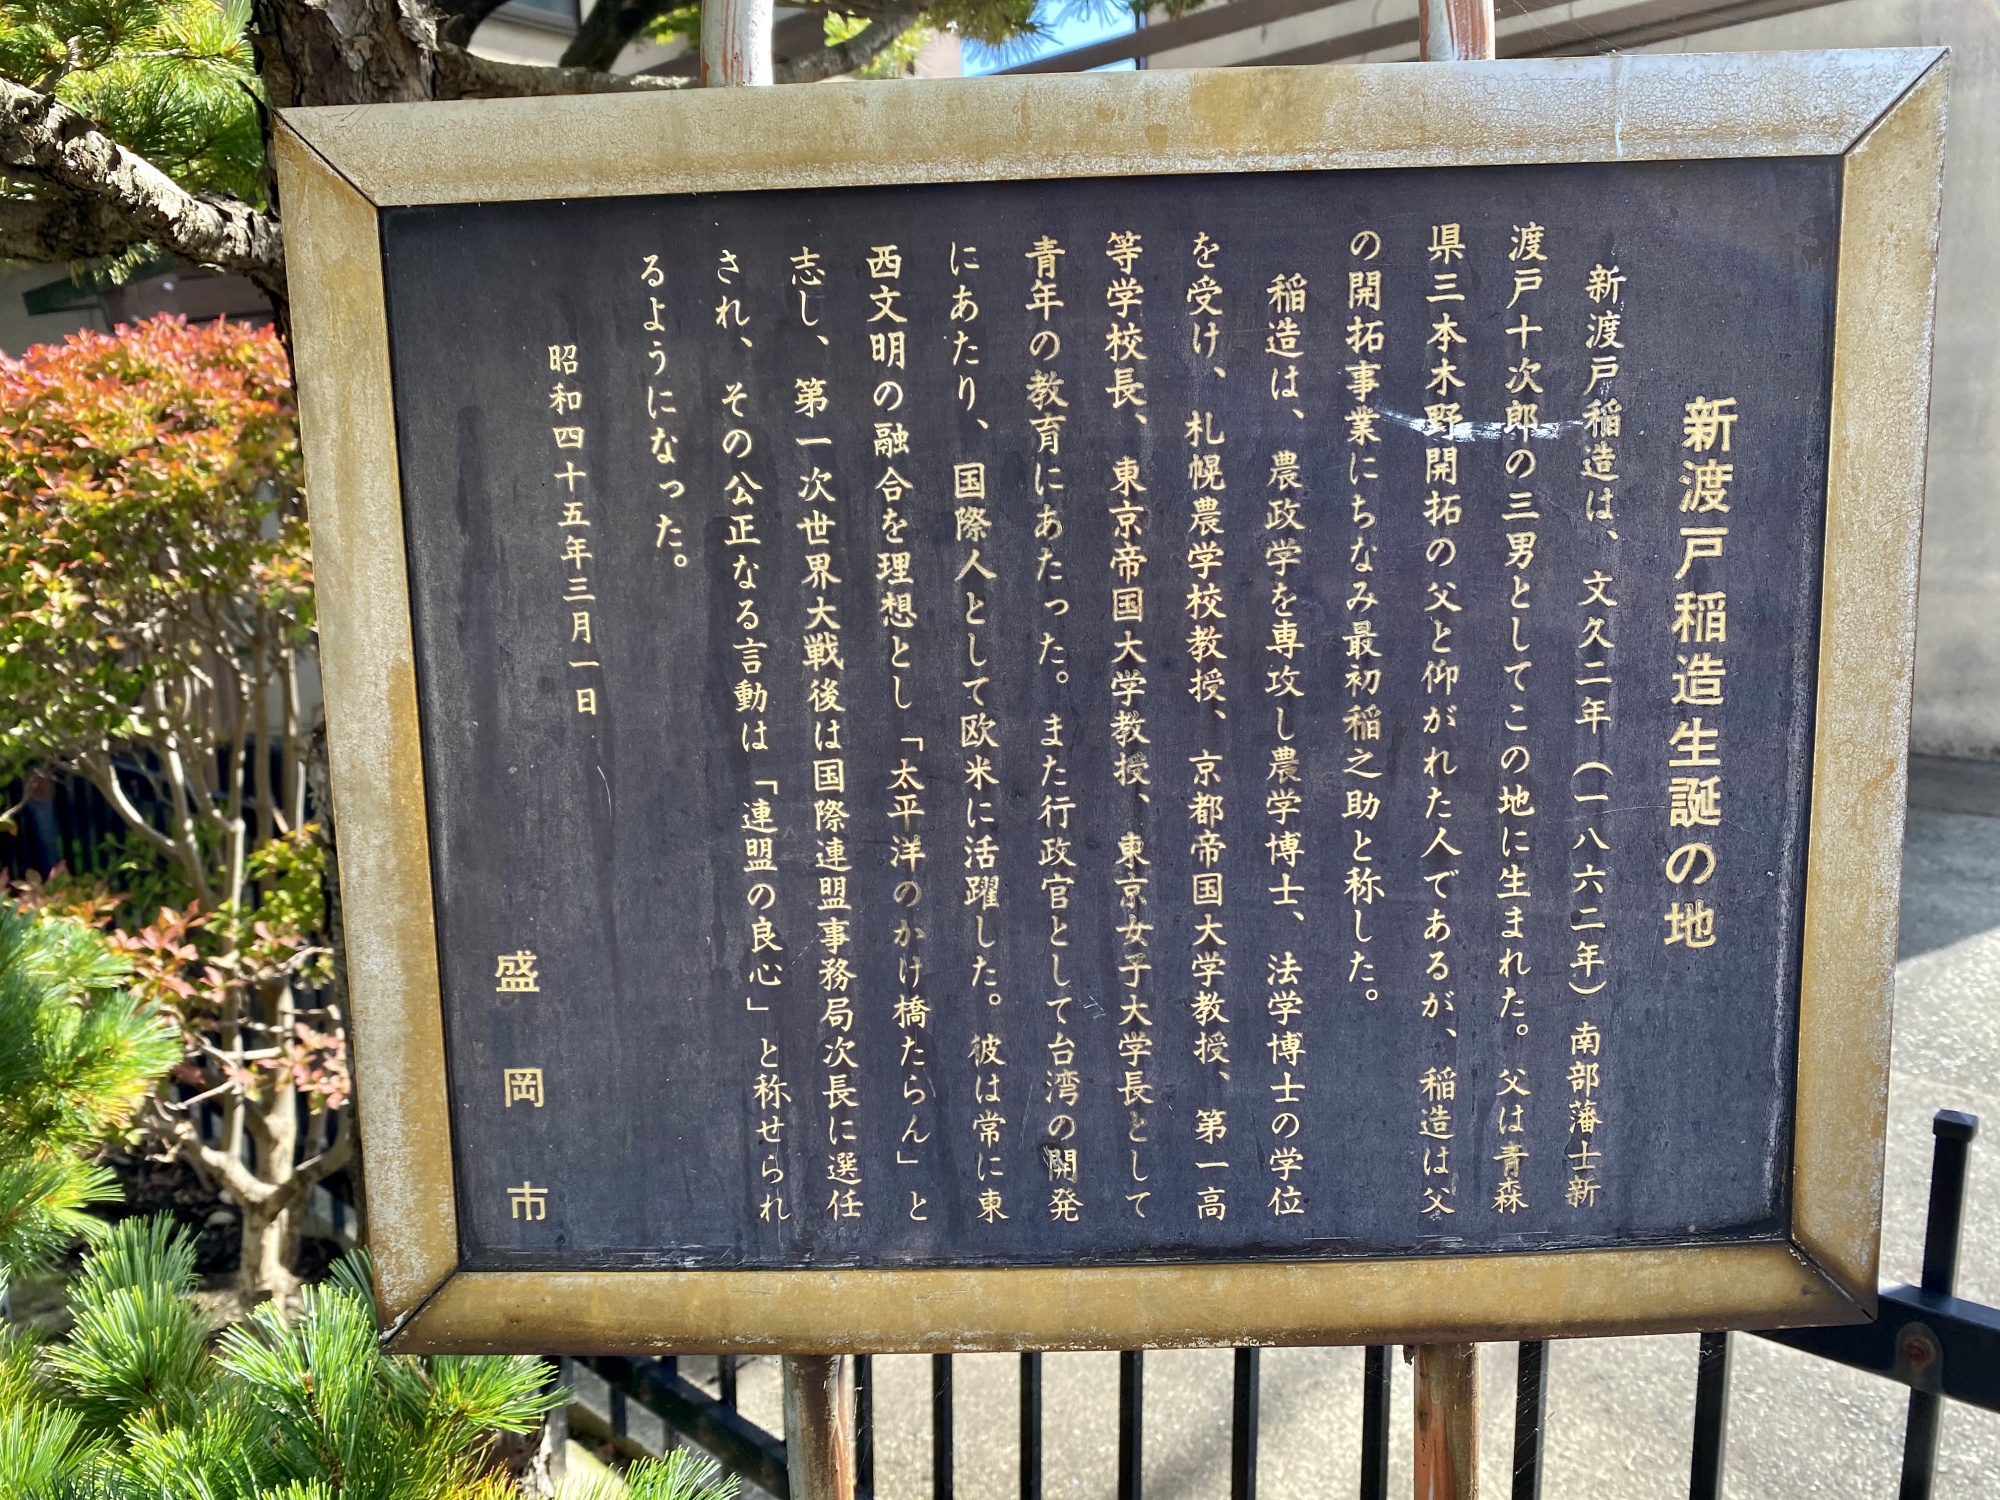 新渡戸稲造生誕の地
新渡戸稲造は、文久二年(一八六二年)南部藩士新
渡戸十次郎の三男としてこの地に生まれた。父は青森
県三本木野開拓の父と仰がれた人であるが、稲造は父
の開拓事業にちなみ最初稲之助と称した。
稲造は、農政学を専攻し農学博士、法学博士の学位
を受け、札幌農学校教授、京都帝国大学教授、第一高
等学校長、東京帝国大学教授、東京女子大学長として
青年の教育にあたった。また行政官として台湾の開発
にあたり、国際人として欧米に活躍した。彼は常に東
西文明の融合を理想とし「太平洋のかけ橋たらん」と
志し、第一次世界大戦後は国際連盟事務局次長に選任
され、その公正なる言動は「連盟の良心」と称せられ
るようになった。
昭和四十五年三月一日
盛岡市